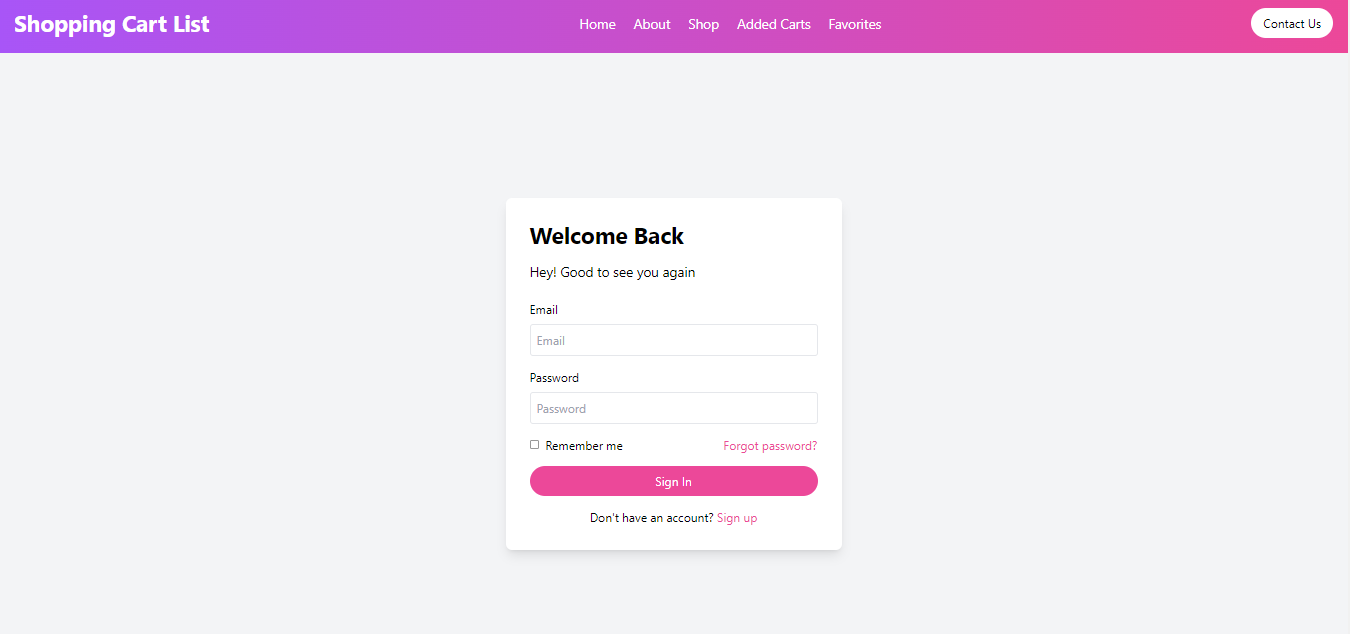 Shopping Cart List
Home About Shop Added Carts Favorites
Contact Us
Welcome Back
Hey! Good to see you again
Email
Email
Password
Password
Remember me Forgot password?
Sign In
Don't have an account? Sign up